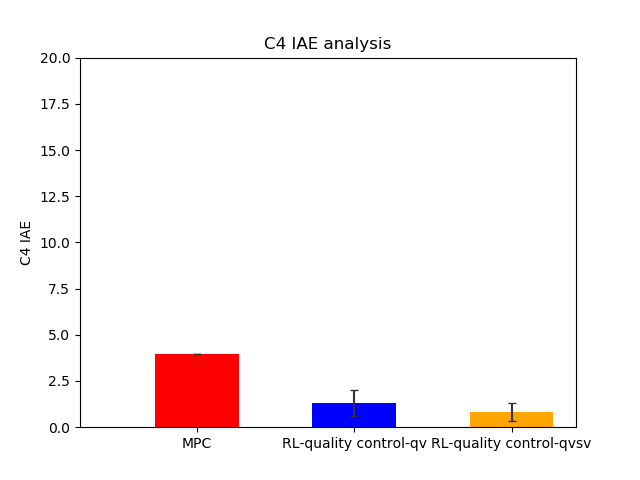 C4 IAE analysis
20.0
17.5
15.0
12.5
10.0
7.5
5.0
2.5
0.0
C4 IAE
MPC
RL-quality control-qv
RL-quality control-qvsv